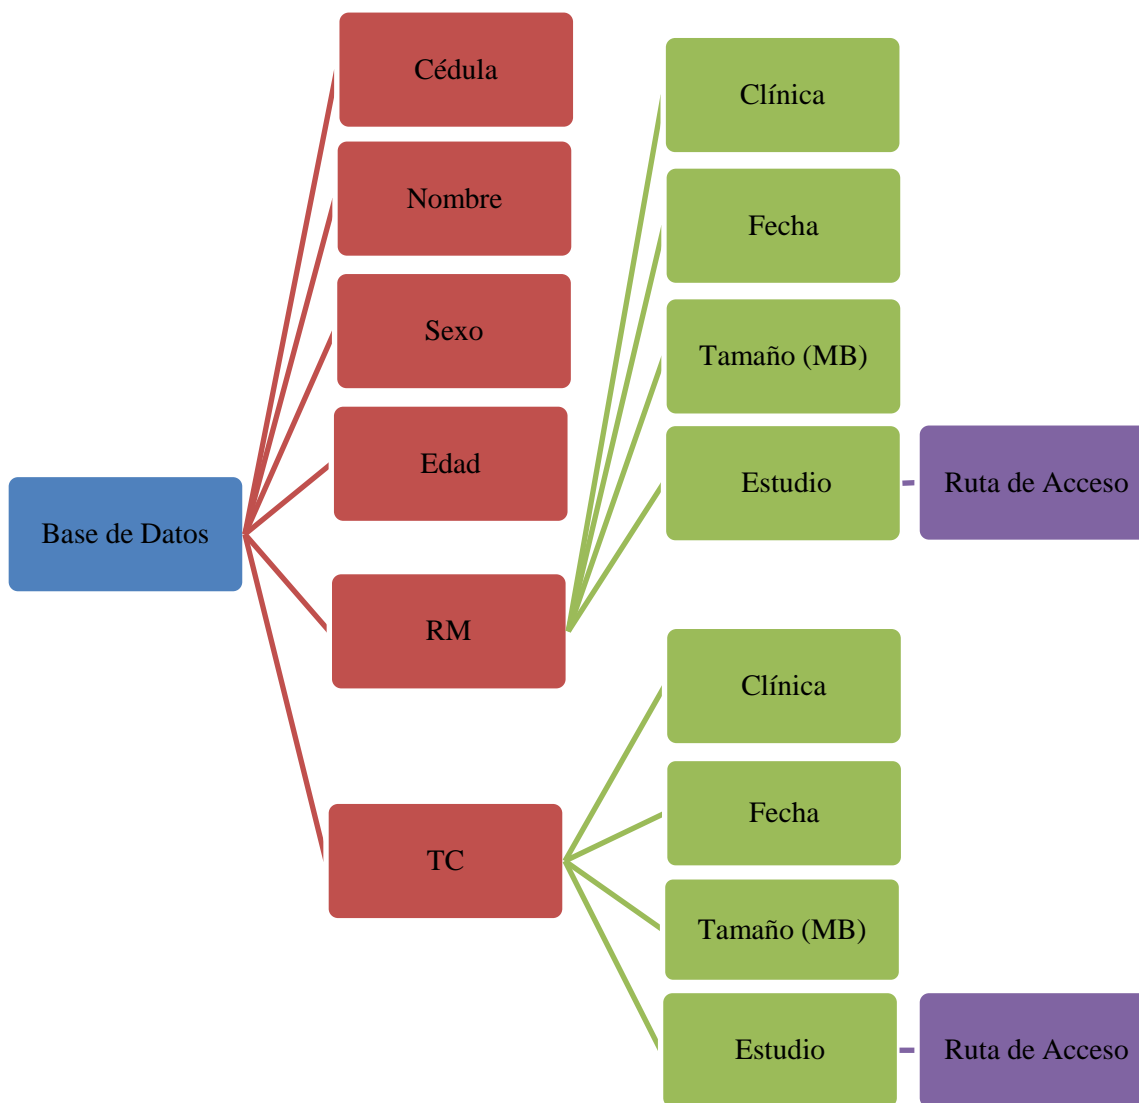 Base de Datos
Cédula
Nombre
Sexo
Edad
RM
Clínica
Fecha
Tamaño (MB)
Estudio
Ruta de Acceso
TC
Clínica
Fecha
Tamaño (MB)
Estudio
Ruta de Acceso